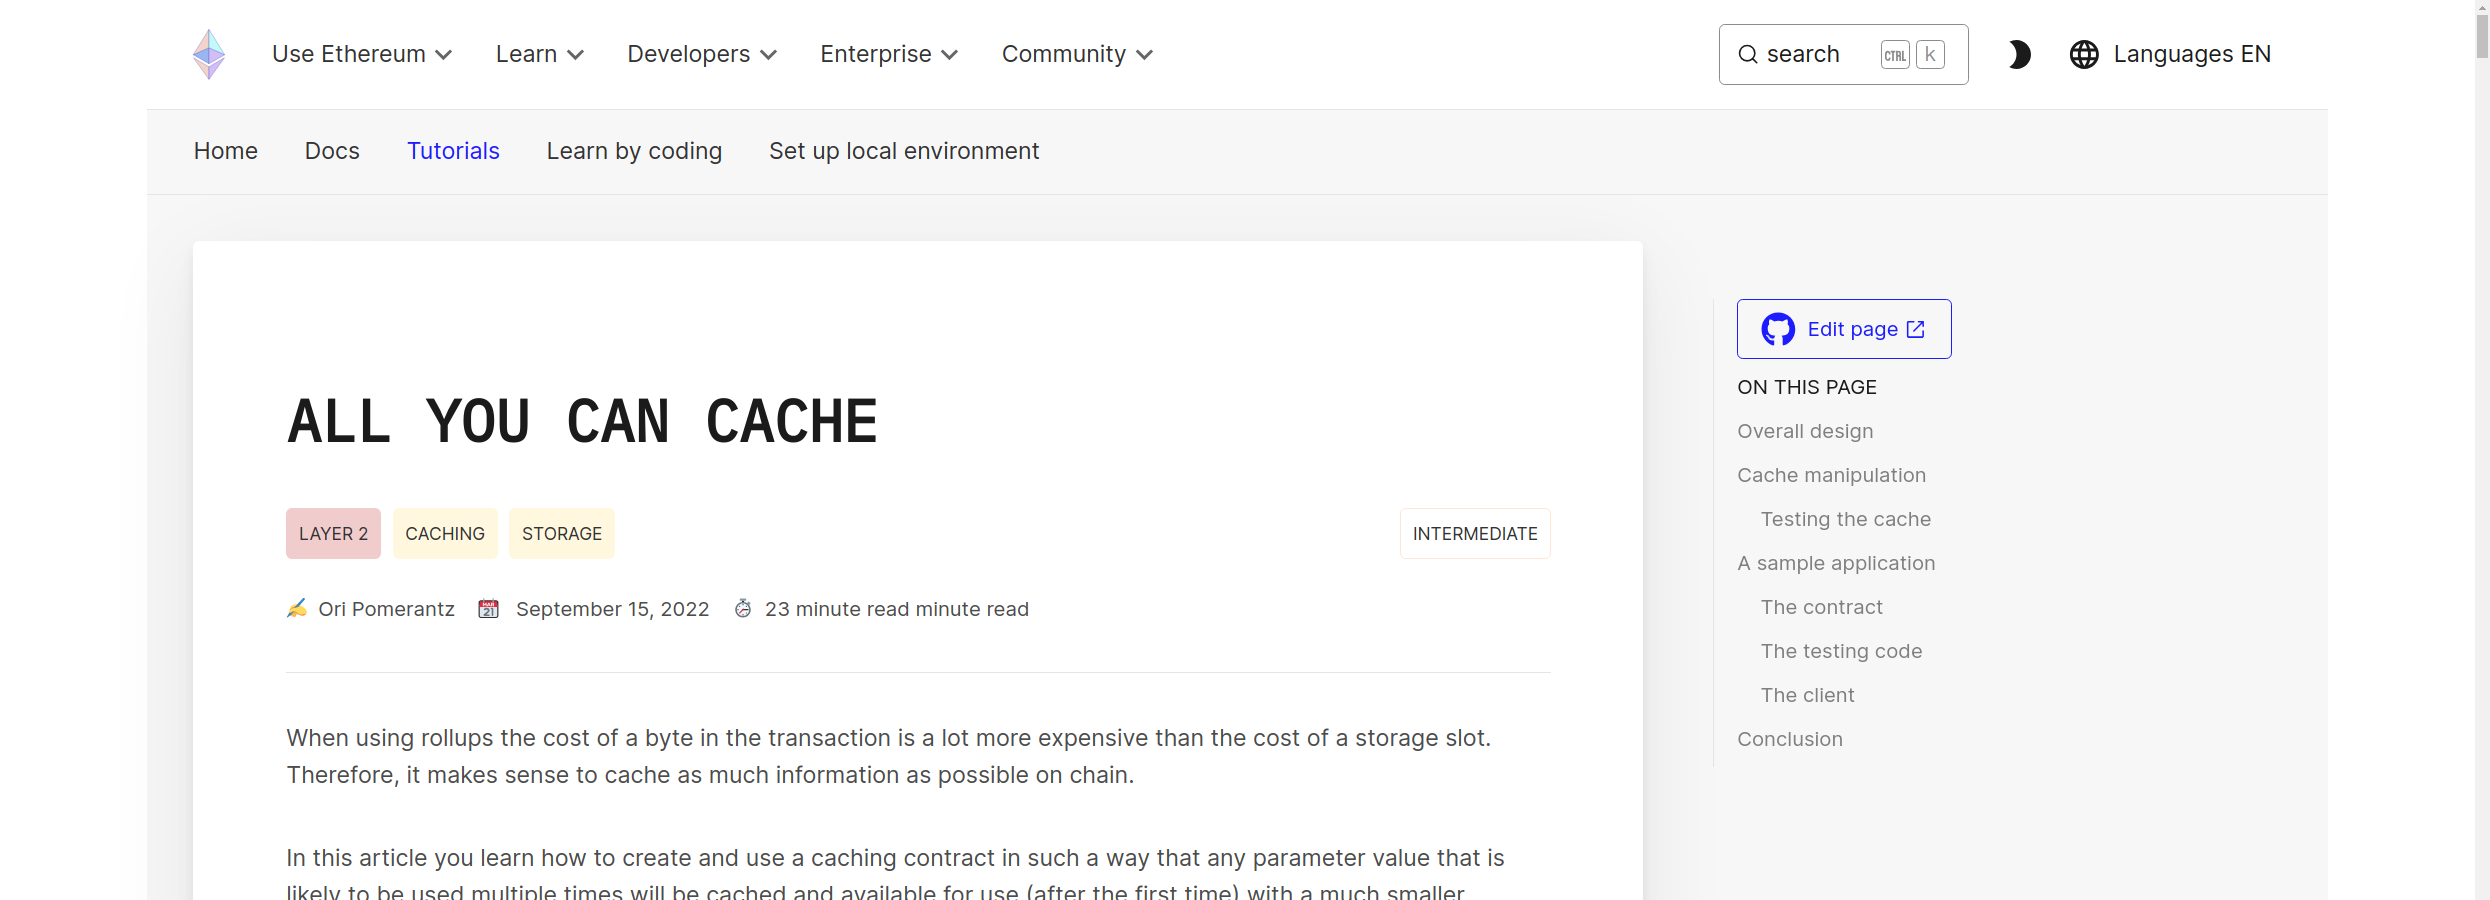 Use Ethereum
Learn
Developers
Enterprise
Community
search CTRL k
Languages EN
Home
Docs
Tutorials
Learn by coding
Set up local environment
ALL YOU CAN CACHE
LAYER 2
CACHING
STORAGE
INTERMEDIATE
Ori Pomerantz
MAR 21
September 15, 2022
23 minute read minute read
When using rollups the cost of a byte in the transaction is a lot more expensive than the cost of a storage slot.
Therefore, it makes sense to cache as much information as possible on chain.
In this article you learn how to create and use a caching contract in such a way that any parameter value that is
likely to be used multiple times will be cached and available for use (after the first time) with a much smaller
Edit page
ON THIS PAGE
Overall design
Cache manipulation
Testing the cache
A sample application
The contract
The testing code
The client
Conclusion